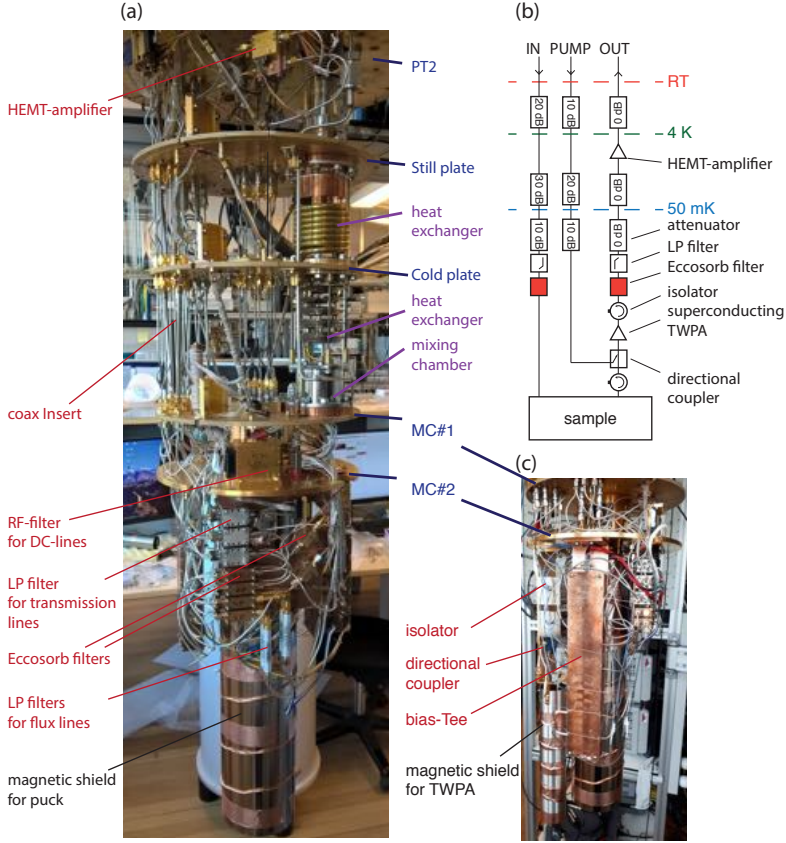 (a)
HEMT-amplifier
PT2
Still plate
heat
exchanger
Cold plate
heat
exchanger
mixing
chamber
coax Insert
MC#1
MC#2
RF-filter
for DC-lines
LP filter
for transmission
lines
Eccosorb filters
LP filters
for flux lines
magnetic shield
for puck
(b)
IN PUMP OUT
RT
20 dB
10 dB
0 dB
4 K
HEMT-amplifier
30 dB
20 dB
0 dB
50 mK
10 dB
10 dB
0 dB
attenuator
LP filter
Eccosorb filter
isolator
superconducting
TWPA
directional
coupler
sample
(c)
isolator
directional
coupler
bias-Tee
magnetic shield
for TWPA